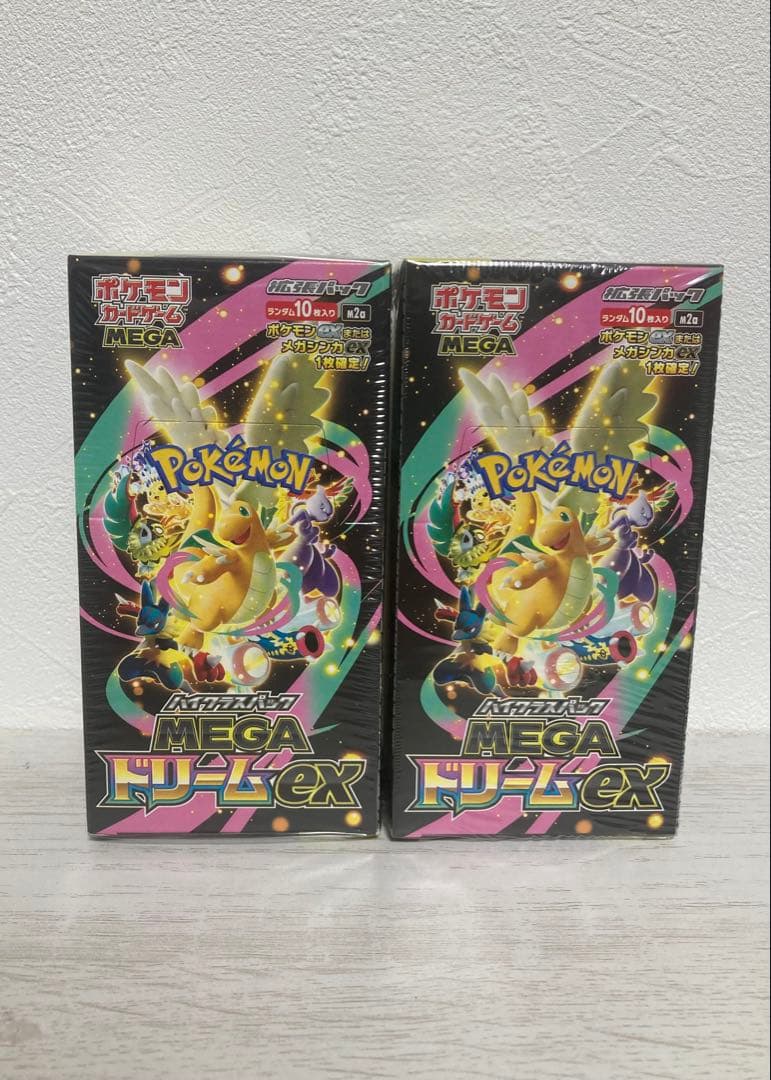 ポケモン
カードゲーム
MEGA
拡張パック
ランダム10枚入り
M2a
ポケモンexまたは
メガシンカex
1枚確定!
POKéMON
ハイクラスパック
MEGA
ドリームex
ポケモン
カードゲーム
MEGA
拡張パック
ランダム10枚入り
M2a
ポケモンexまたは
メガシンカex
1枚確定!
POKéMON
ハイクラスパック
MEGA
ドリームex